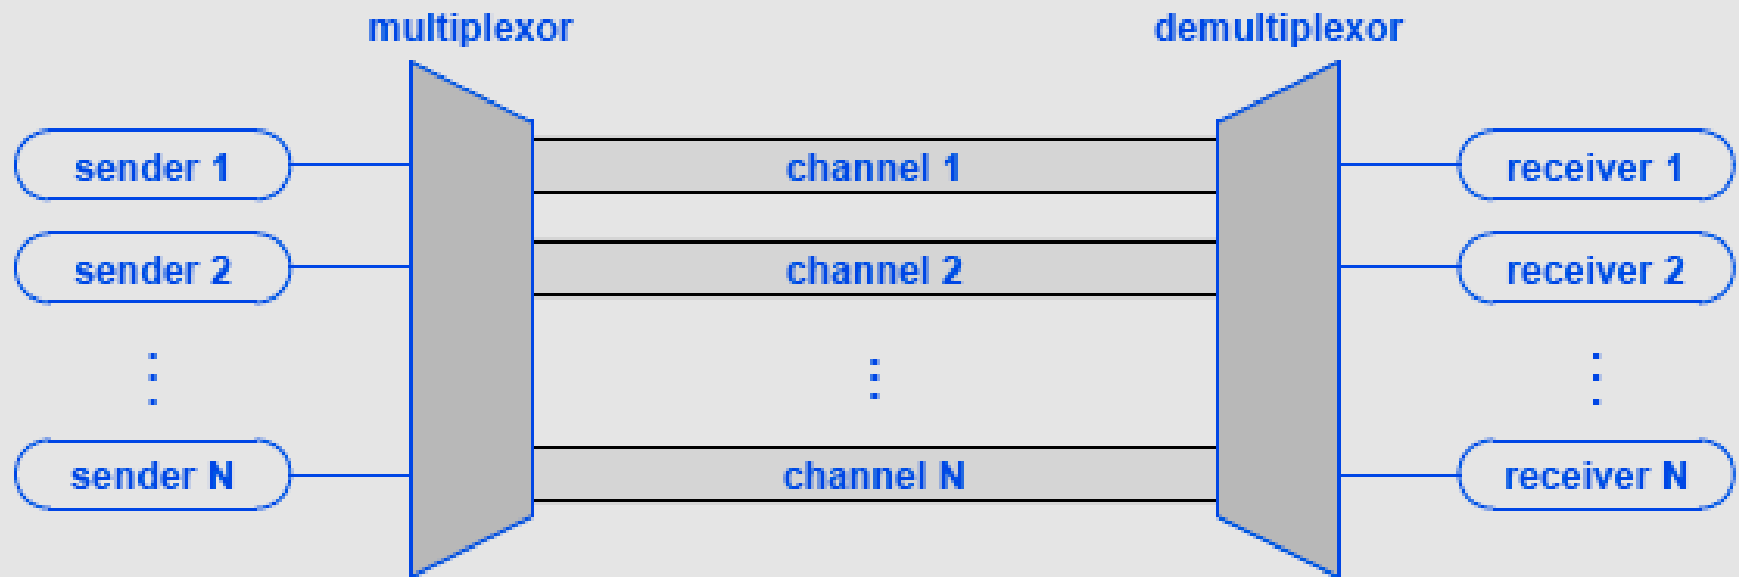 multiplexor
demultiplexor
sender 1
channel 1
receiver 1
sender 2
channel 2
receiver 2
sender N
channel N
receiver N